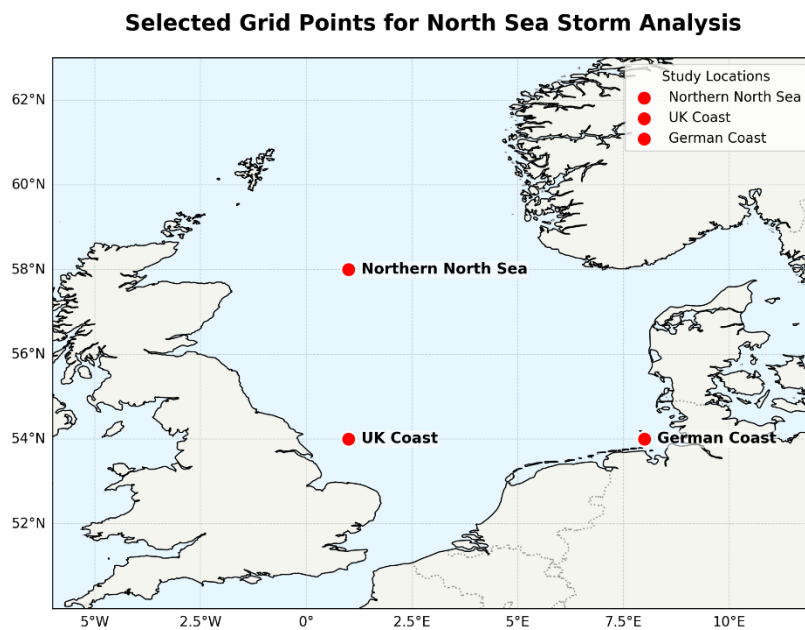 Selected Grid Points for North Sea Storm Analysis
Study Locations
Northern North Sea
UK Coast
German Coast
62°N
60°N
58°N
Northern North Sea
56°N
54°N
UK Coast
German Coast
52°N
5°W
2.5°W
0°
2.5°E
5°E
7.5°E
10°E